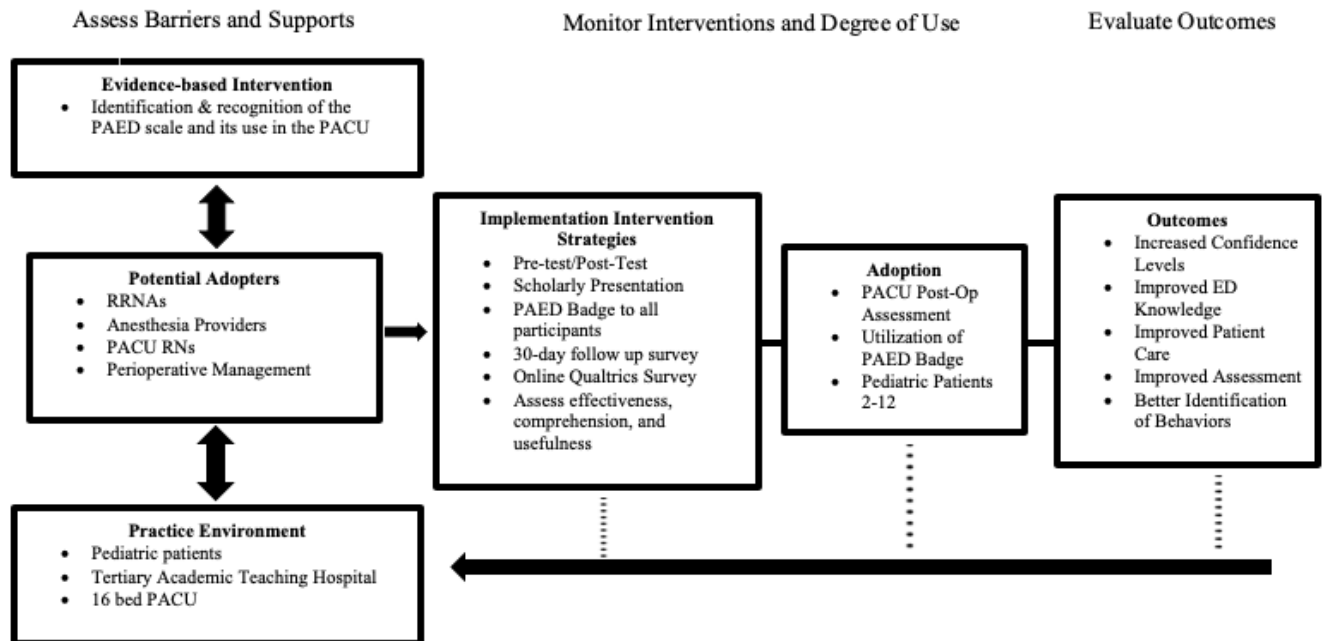 Assess Barriers and Supports
Monitor Interventions and Degree of Use
Evaluate Outcomes
Evidence-based Intervention
• Identification & recognition of the
PAED scale and its use in the PACU
Potential Adopters
• RRNAs
• Anesthesia Providers
• PACU RNs
• Perioperative Management
Practice Environment
• Pediatric patients
• Tertiary Academic Teaching Hospital
• 16 bed PACU
Implementation Intervention
Strategies
• Pre-test/Post-Test
• Scholarly Presentation
• PAED Badge to all
participants
• 30-day follow up survey
• Online Qualtrics Survey
• Assess effectiveness,
comprehension, and
usefulness
Adoption
• PACU Post-Op
Assessment
• Utilization of
PAED Badge
• Pediatric Patients
2-12
Outcomes
• Increased Confidence
Levels
• Improved ED
Knowledge
• Improved Patient
Care
• Improved Assessment
• Better Identification
of Behaviors